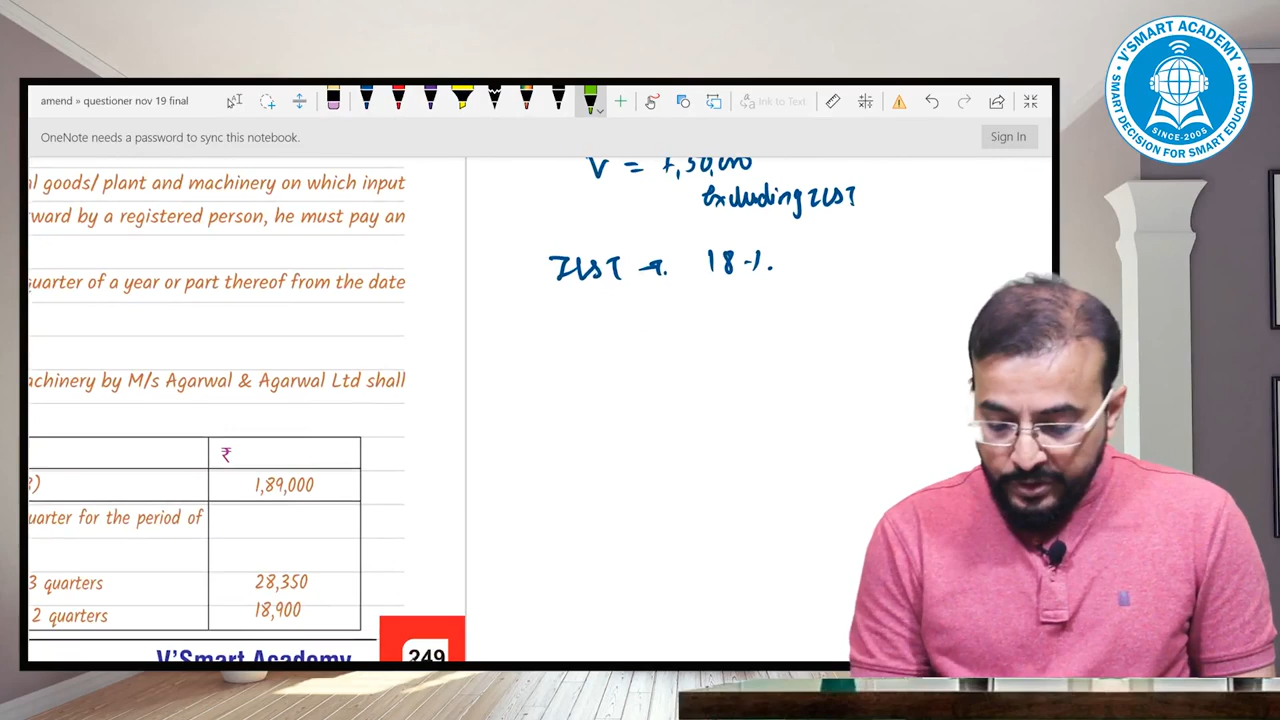 amend » questioner nov 19 final
Ink to Text
OneNote needs a password to sync this notebook.
Sign In
al goods/ plant and machinery on which input
ward by a registered person, he must pay an
quarter of a year or part thereof from the date
achinery by M/s Agarwal & Agarwal Ltd shall
₹
1,89,000
uarter for the period of
3 quarters 28,350
2 quarters 18,900
V'Smart Academy
249
V =
excluding IGST
IGST → 18%.
V'SMART ACADEMY
SINCE-2005
SMART DECISION FOR SMART EDUCATION